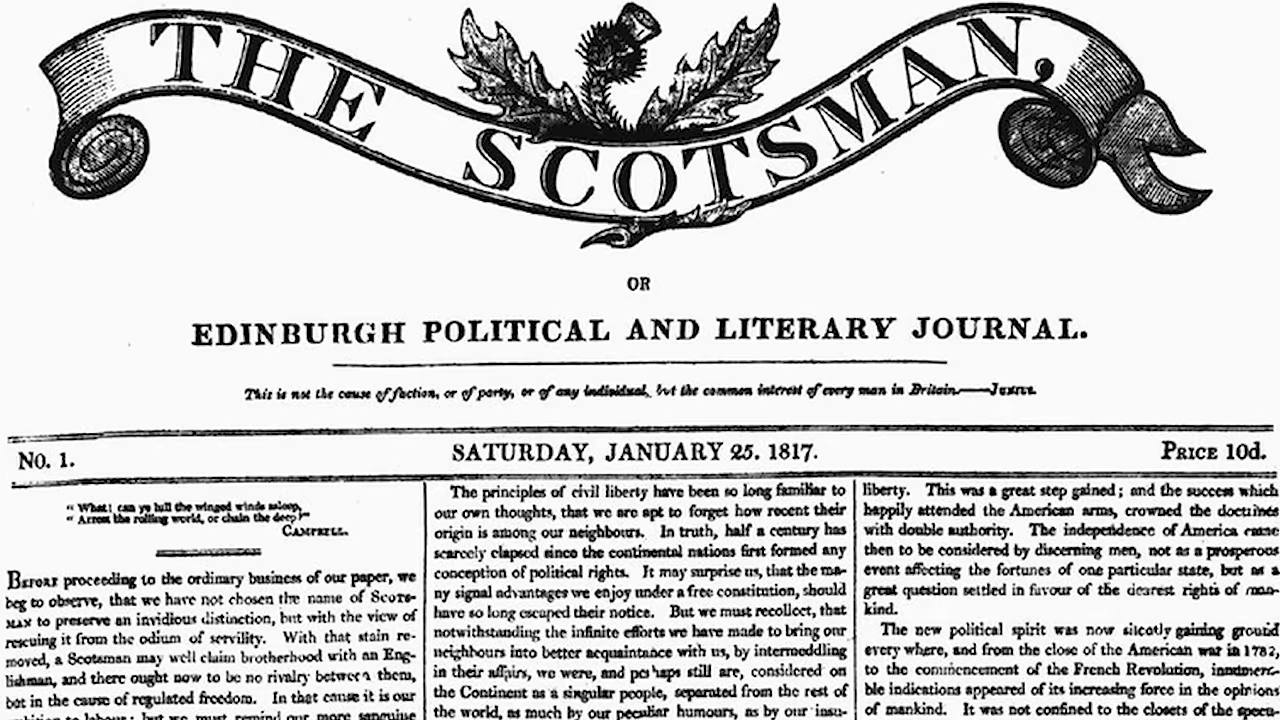 THE SCOTSMAN,
OR
EDINBURGH POLITICAL AND LITERARY JOURNAL.
This is not the cause of faction, or of party, or of any individual, but the common interest of every man in Britain.——JUNIUS.
NO. 1.
SATURDAY, JANUARY 25. 1817.
PRICE 10d.
“ What! can ye lull the winged winds asleep,
“ Arrest the rolling world, or chain the deep?”
CAMPBELL.
BEFORE proceeding to the ordinary business of our paper, we
beg to observe, that we have not chosen the name of SCOTS-
MAN to preserve an invidious distinction, but with the view of
rescuing it from the odium of servility. With that stain re-
moved, a Scotsman may well claim brotherhood with an Eng-
lishman, and there ought now to be no rivalry between them,
but in the cause of regulated freedom. In that cause it is our
ambition to labour; but we must remind our more sanguine
The principles of civil liberty have been so long familiar to
our own thoughts, that we are apt to forget how recent their
origin is among our neighbours. In truth, half a century has
scarcely elapsed since the continental nations first formed any
conception of political rights. It may surprise us, that the ma-
ny signal advantages we enjoy under a free constitution, should
have so long escaped their notice. But we must recollect, that
notwithstanding the infinite efforts we have made to bring our
neighbours into better acquaintance with us, by intermeddling
in their affairs, we were, and perhaps still are, considered on
the Continent as a singular people, separated from the rest of
the world, as much by our peculiar humours, as by our insu-
liberty. This was a great step gained; and the success which
happily attended the American arms, crowned the doctrines
with double authority. The independence of America came
then to be considered by discerning men, not as a prosperous
event affecting the fortunes of one particular state, but as a
great question settled in favour of the dearest rights of man-
kind.
The new political spirit was now silently gaining ground
every where, and from the close of the American war in 1782,
to the commencement of the French Revolution, innumera-
ble indications appeared of its increasing force in the opinions
of mankind. It was not confined to the closets of the specu-